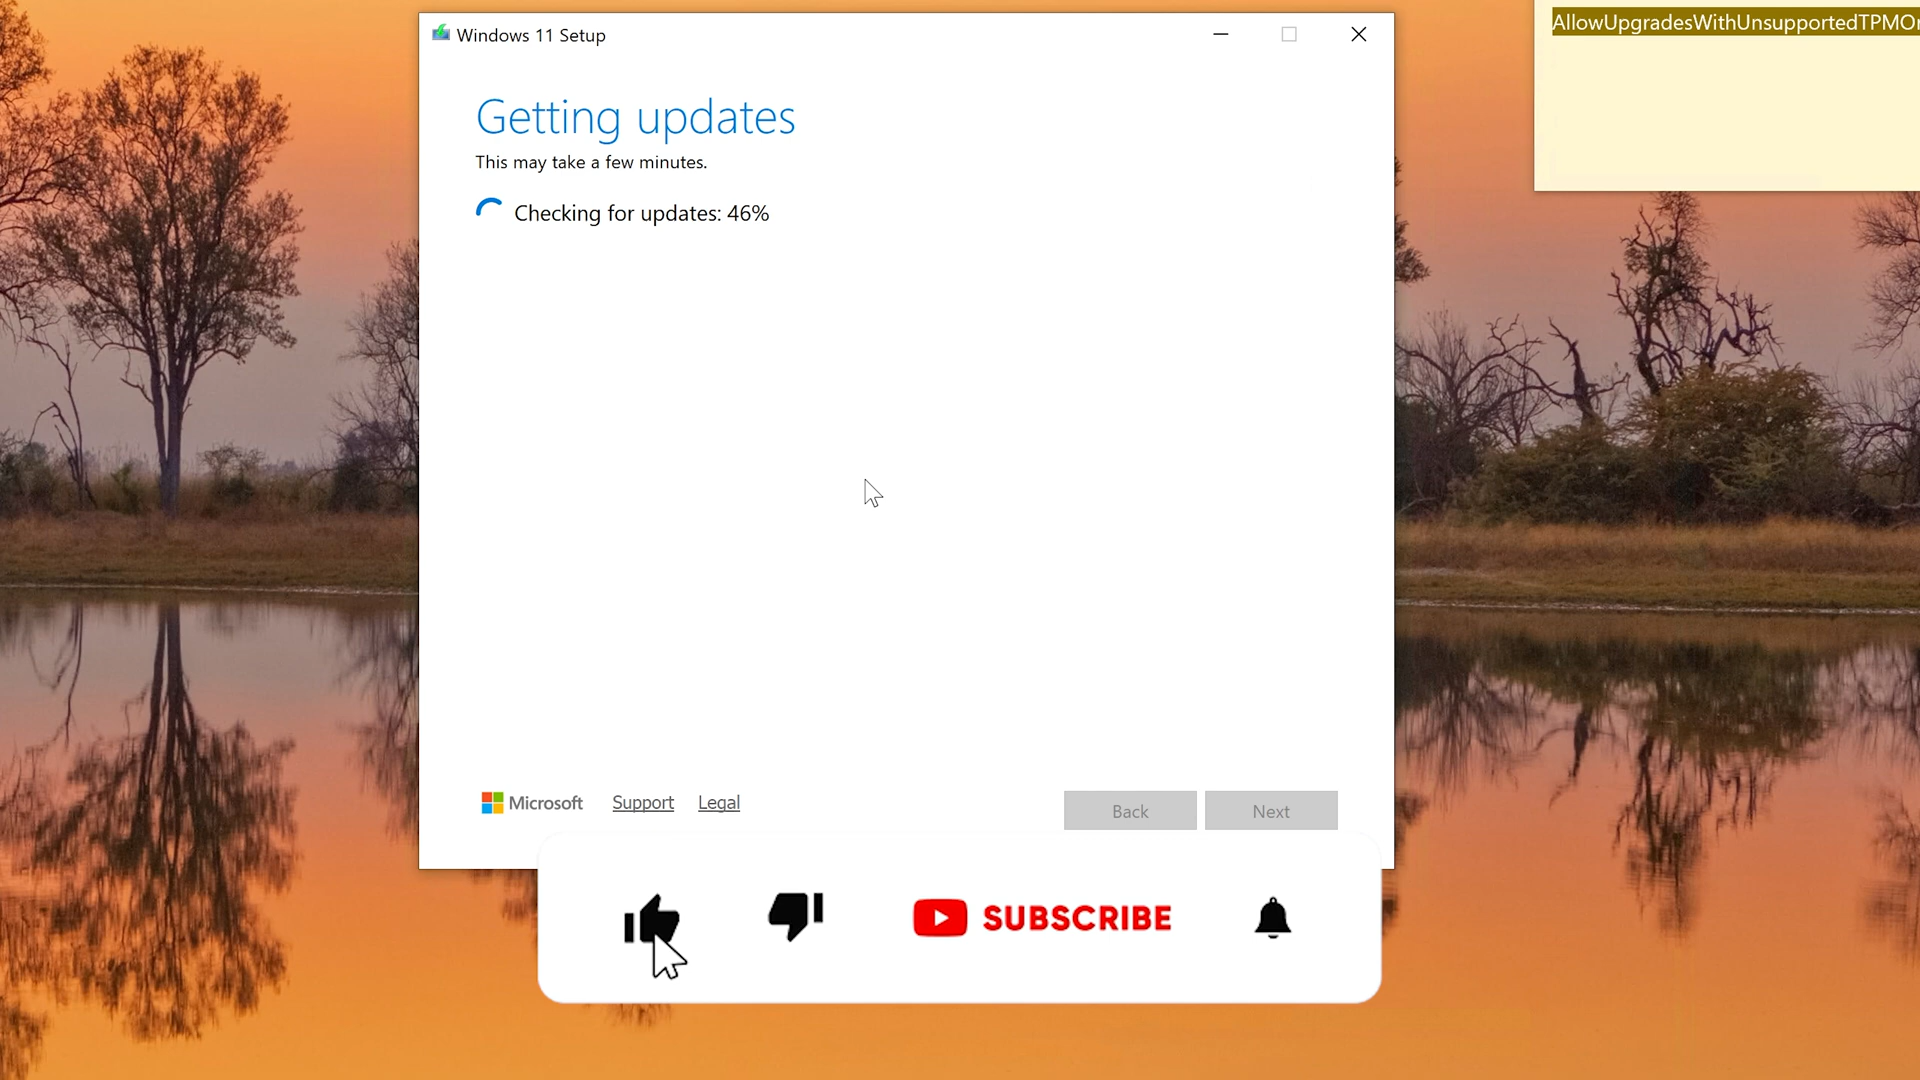 Windows 11 Setup
AllowUpgradesWithUnsupportedTPMOr
Getting updates
This may take a few minutes.
Checking for updates: 46%
Microsoft Support Legal
Back Next
SUBSCRIBE